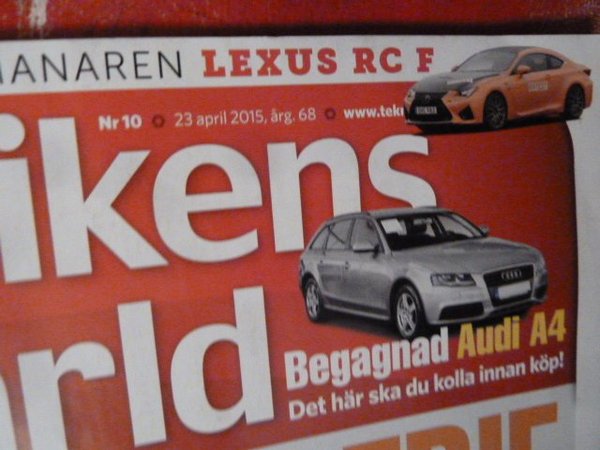 MANAREN LEXUS RC F
Nr 10 23 april 2015, årg. 68 www.tek
ikens
rld
Begagnad Audi A4
Det här ska du kolla innan köp!